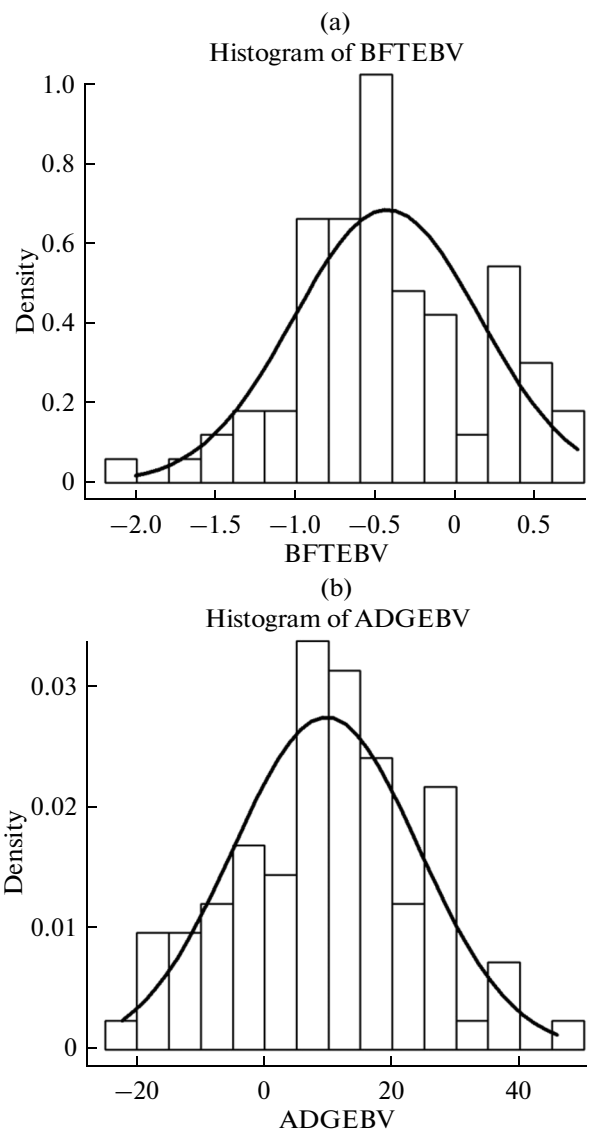 (a)
Histogram of BFTEBV
1.0
0.8
0.6
0.4
0.2
0
Density
−2.0 −1.5 −1.0 −0.5 0 0.5
BFTEBV
(b)
Histogram of ADGEBV
0.03
0.02
0.01
0
Density
−20 0 20 40
ADGEBV